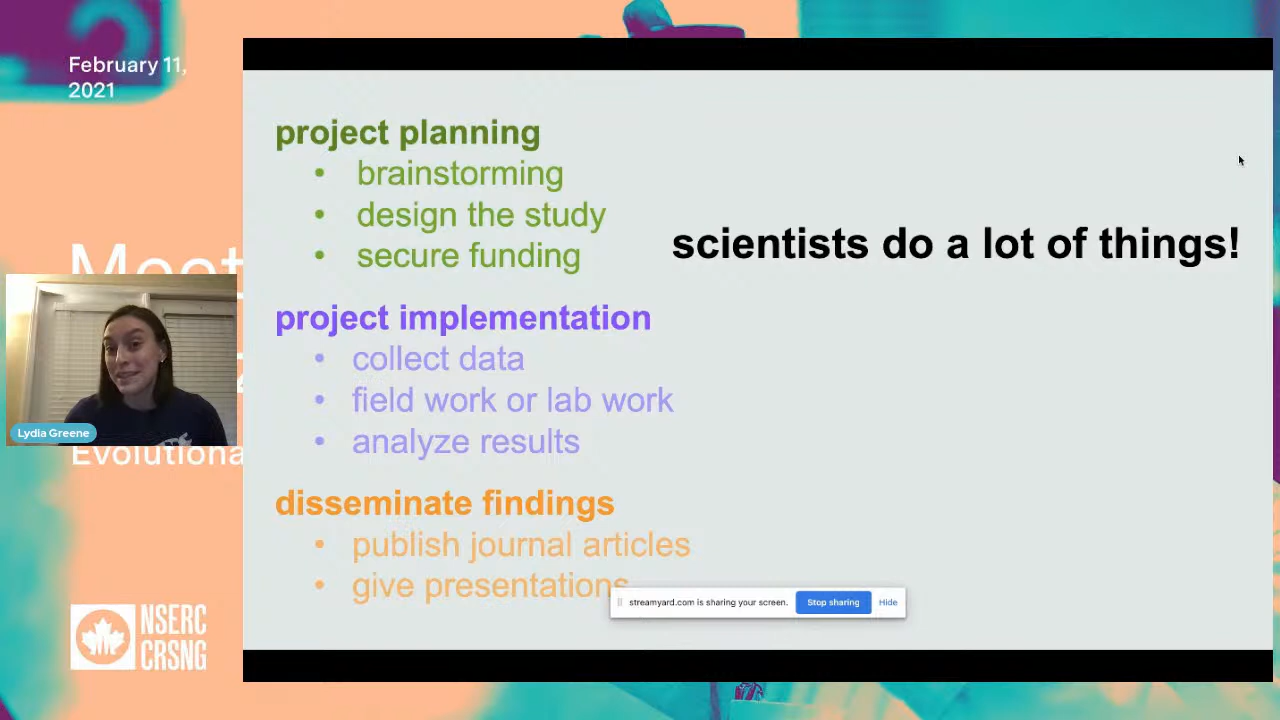 February 11,
2021
project planning
• brainstorming
• design the study
• secure funding
scientists do a lot of things!
project implementation
• collect data
• field work or lab work
• analyze results
Lydia Greene
disseminate findings
• publish journal articles
• give presentations
streamyard.com is sharing your screen.
Stop sharing
Hide
NSERC
CRSNG